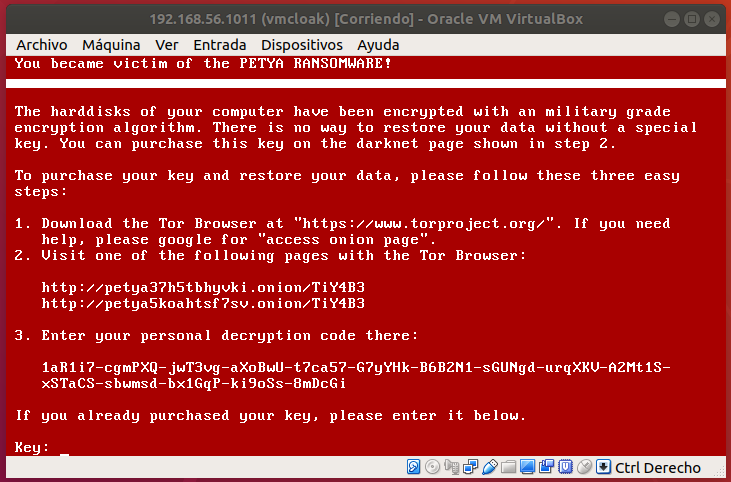 192.168.56.1011 (vmcloak) [Corriendo] - Oracle VM VirtualBox
Archivo Máquina Ver Entrada Dispositivos Ayuda
You became victim of the PETYA RANSOMWARE!
The harddisks of your computer have been encrypted with an military grade
encryption algorithm. There is no way to restore your data without a special
key. You can purchase this key on the darknet page shown in step 2.
To purchase your key and restore your data, please follow these three easy
steps:
1. Download the Tor Browser at "https://www.torproject.org/". If you need
help, please google for "access onion page".
2. Visit one of the following pages with the Tor Browser:
http://petya37h5tbhyvki.onion/TiY4B3
http://petya5koahtsf7sv.onion/TiY4B3
3. Enter your personal decryption code there:
1aR1i7-cgmPXQ-jwT3vg-aXoBwU-t7ca57-G7yYHk-B6B2N1-sGUNgd-urqXKV-A2Mt1S-
xSTaCS-sbwmsd-bx1GqP-ki9oSs-8mDcGi
If you already purchased your key, please enter it below.
Key: _
Ctrl Derecho